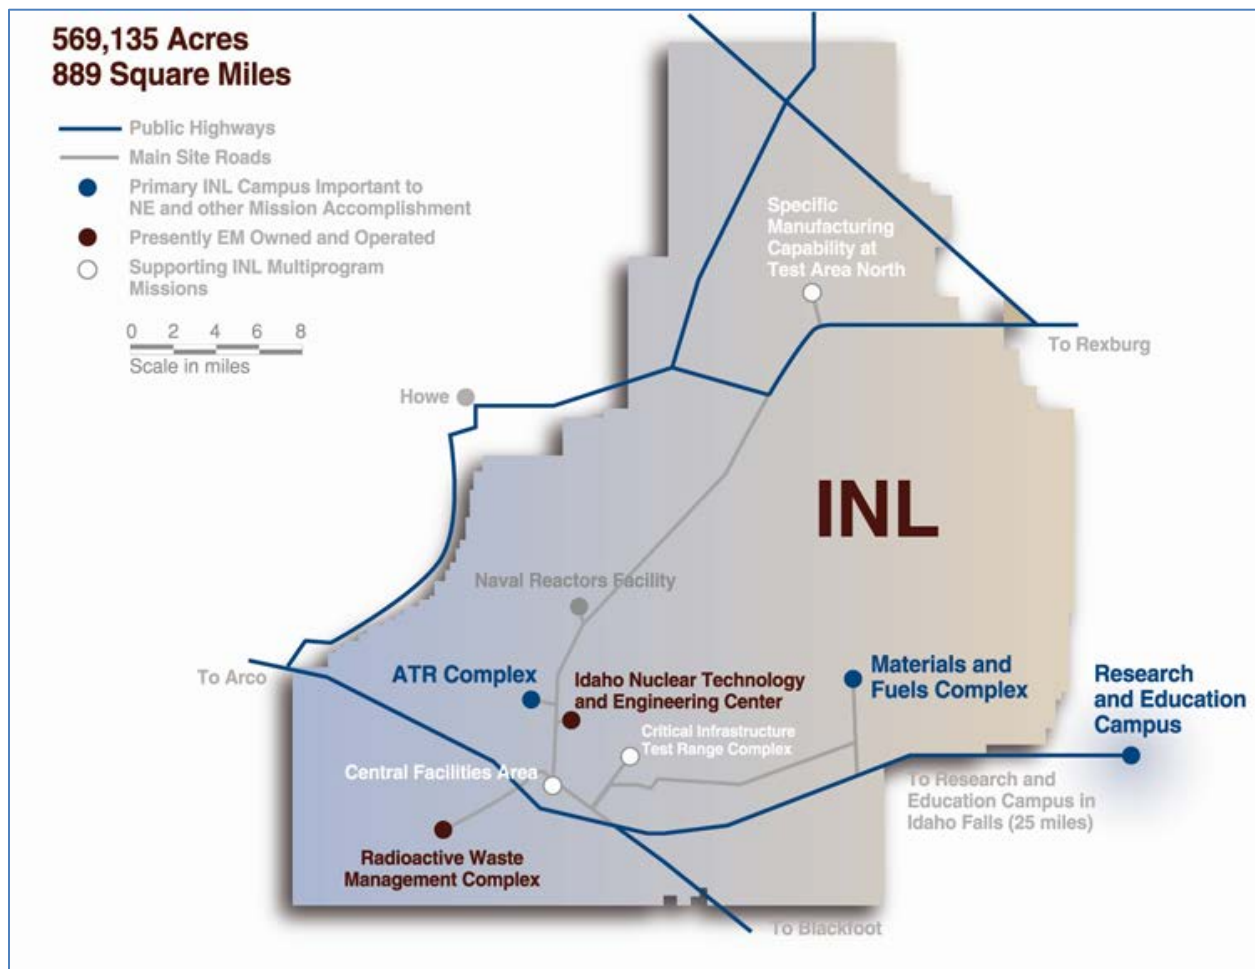 569,135 Acres
889 Square Miles
Public Highways
Main Site Roads
Primary INL Campus Important to
NE and other Mission Accomplishment
Presently EM Owned and Operated
Supporting INL Multiprogram
Missions
0 2 4 6 8
Scale in miles
Specific
Manufacturing
Capability at
Test Area North
To Rexburg
Howe
INL
Naval Reactors Facility
To Arco
ATR Complex
Idaho Nuclear Technology
and Engineering Center
Materials and
Fuels Complex
Research
and Education
Campus
Critical Infrastructure
Test Range Complex
Central Facilities Area
To Research and
Education Campus in
Idaho Falls (25 miles)
Radioactive Waste
Management Complex
To Blackfoot